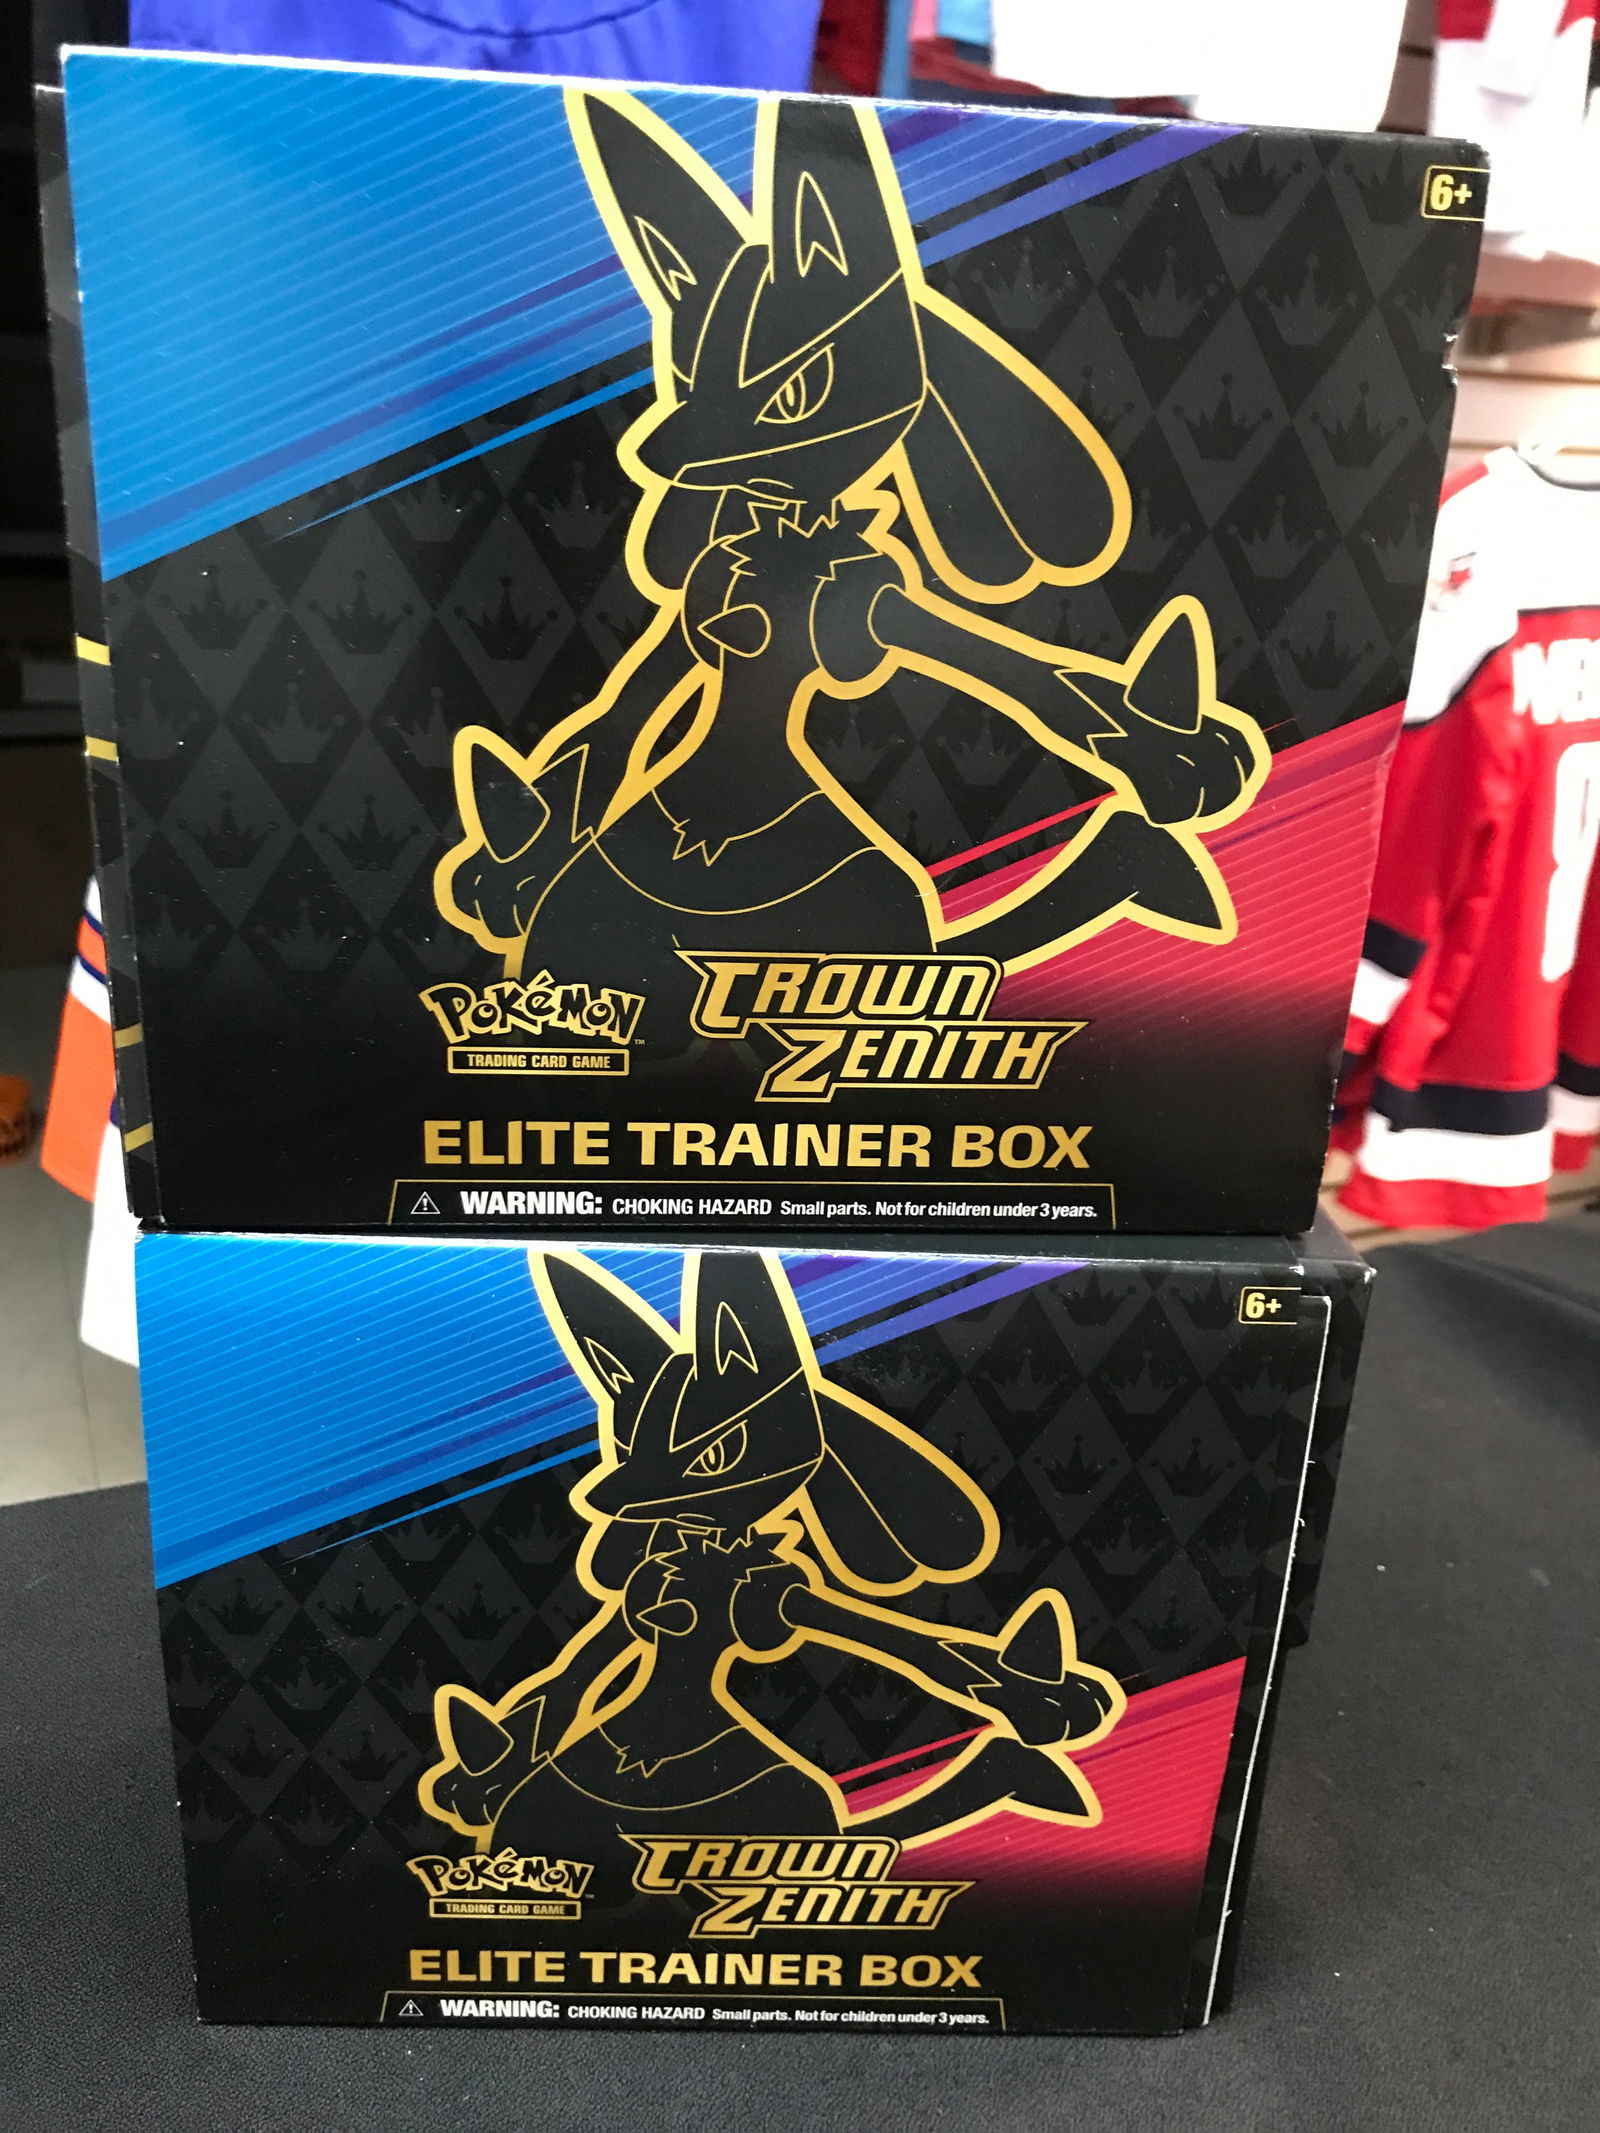 6+
Pokémon™
TRADING CARD GAME
CROWN
ZENITH
ELITE TRAINER BOX
WARNING: CHOKING HAZARD Small parts. Not for children under 3 years.
6+
Pokémon™
TRADING CARD GAME
CROWN
ZENITH
ELITE TRAINER BOX
WARNING: CHOKING HAZARD Small parts. Not for children under 3 years.